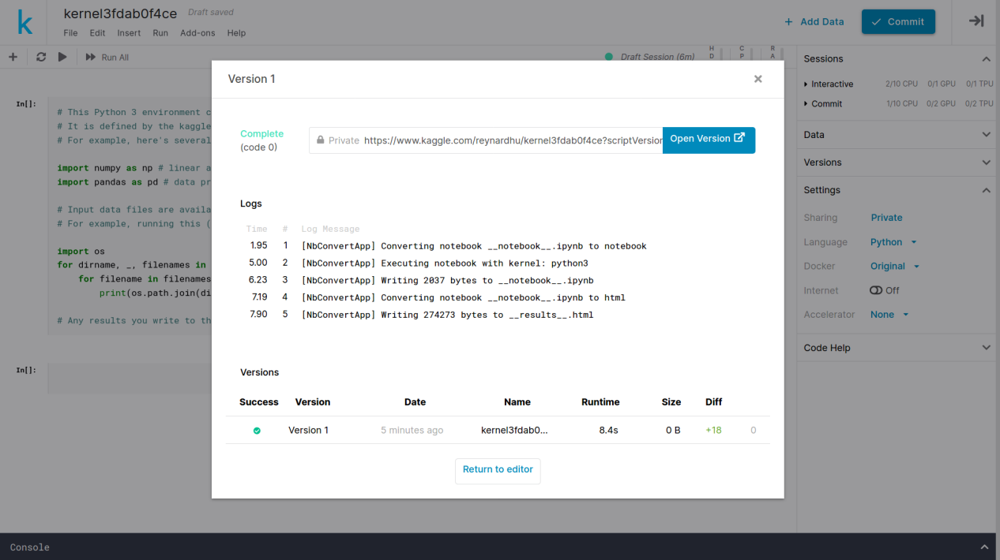 kernel3fdab0f4ce Draft saved
File Edit Insert Run Add-ons Help
+ Add Data
Commit
+ Run All
Draft Session (6m)
H D
C P
R A
Version 1
×
In[]:
# This Python 3 environment c
# It is defined by the kaggle
# For example, here's several
import numpy as np # linear a
import pandas as pd # data pr
# Input data files are availa
# For example, running this (
import os
for dirname, _, filenames in
for filename in filenames
print(os.path.join(di
# Any results you write to th
In[]:
Complete
(code 0)
Private https://www.kaggle.com/reynardhu/kernel3fdab0f4ce?scriptVersion
Open Version
Logs
Time # Log Message
1.95 1 [NbConvertApp] Converting notebook __notebook__.ipynb to notebook
5.00 2 [NbConvertApp] Executing notebook with kernel: python3
6.23 3 [NbConvertApp] Writing 2037 bytes to __notebook__.ipynb
7.19 4 [NbConvertApp] Converting notebook __notebook__.ipynb to html
7.90 5 [NbConvertApp] Writing 274273 bytes to __results__.html
Versions
Success Version Date Name Runtime Size Diff
Version 1 5 minutes ago kernel3fdab0... 8.4s 0 B +18 0
Return to editor
Sessions
Interactive 2/10 CPU 0/1 GPU 0/1 TPU
Commit 1/10 CPU 0/2 GPU 0/2 TPU
Data
Versions
Settings
Sharing Private
Language Python
Docker Original
Internet Off
Accelerator None
Code Help
Console